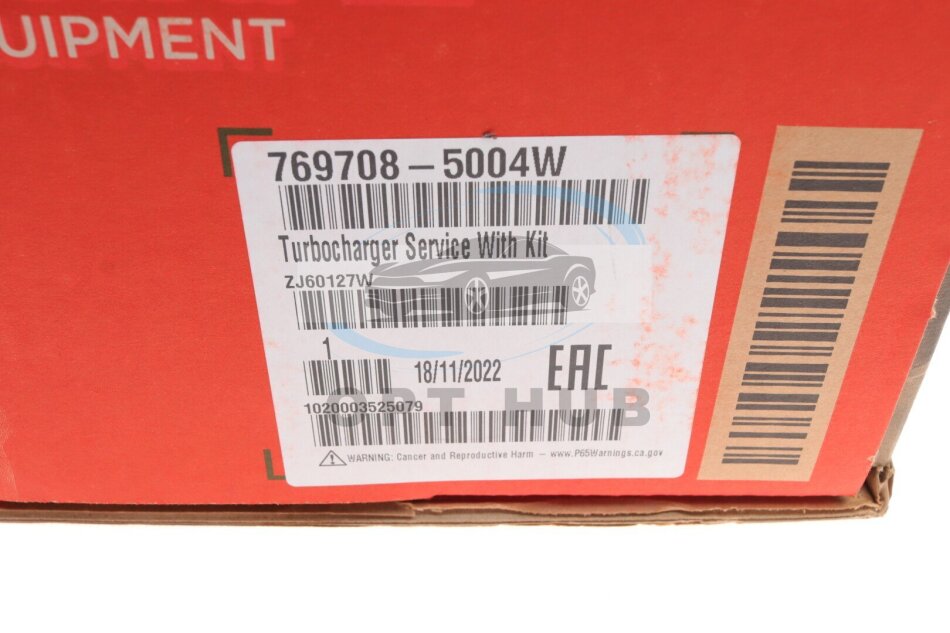 UIPMENT
769708-5004W
Turbocharger Service With Kit
ZJ60127W
1
18/11/2022
EAC
OPT HUB
1020003525079
WARNING: Cancer and Reproductive Harm - www.P65Warnings.ca.gov